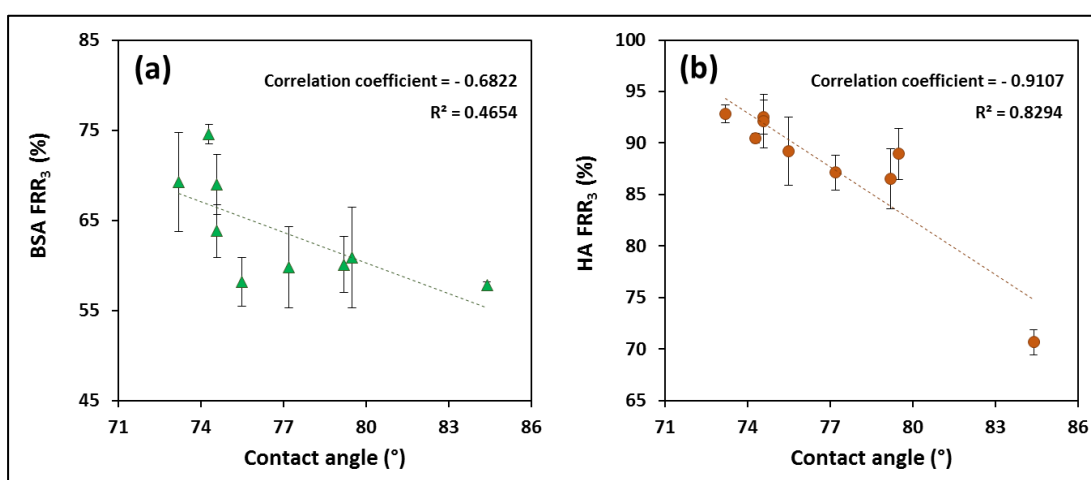 (a)
Correlation coefficient = - 0.6822
R² = 0.4654
BSA FRR₃ (%)
85
75
65
55
45
71 74 77 80 83 86
Contact angle (°)
(b)
Correlation coefficient = - 0.9107
R² = 0.8294
HA FRR₃ (%)
100
95
90
85
80
75
70
65
71 74 77 80 83 86
Contact angle (°)